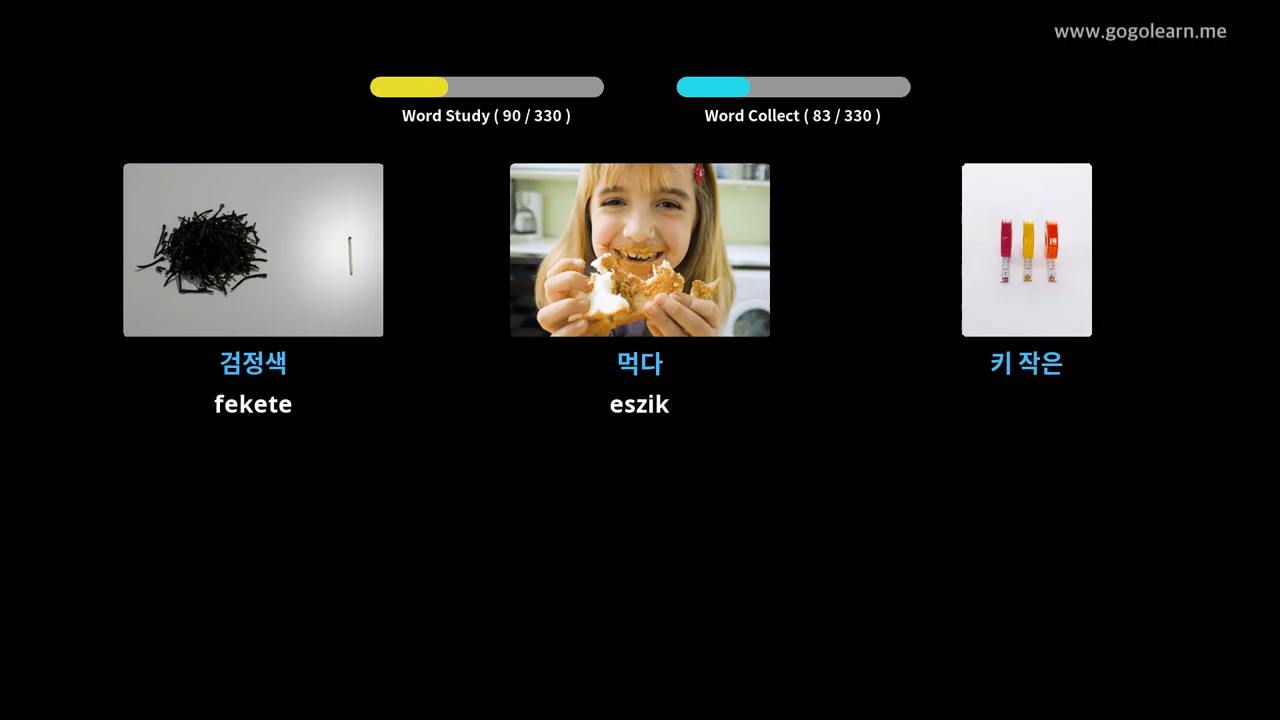 www.gogolearn.me
Word Study ( 90 / 330 )
Word Collect ( 83 / 330 )
검정색
먹다
키 작은
fekete
eszik